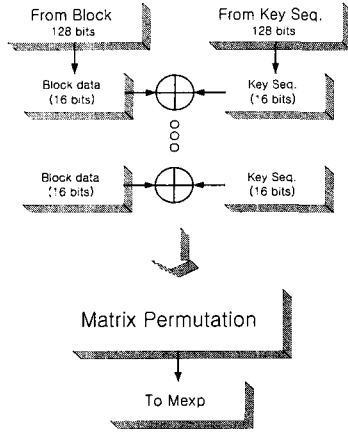 From Block
From Key Seq.
128 bits
128 bits
Block data
(16 bits)
Key Seq.
(16 bits)
Block data
(16 bits)
Key Seq.
(16 bits)
Matrix Permutation
To Mexp